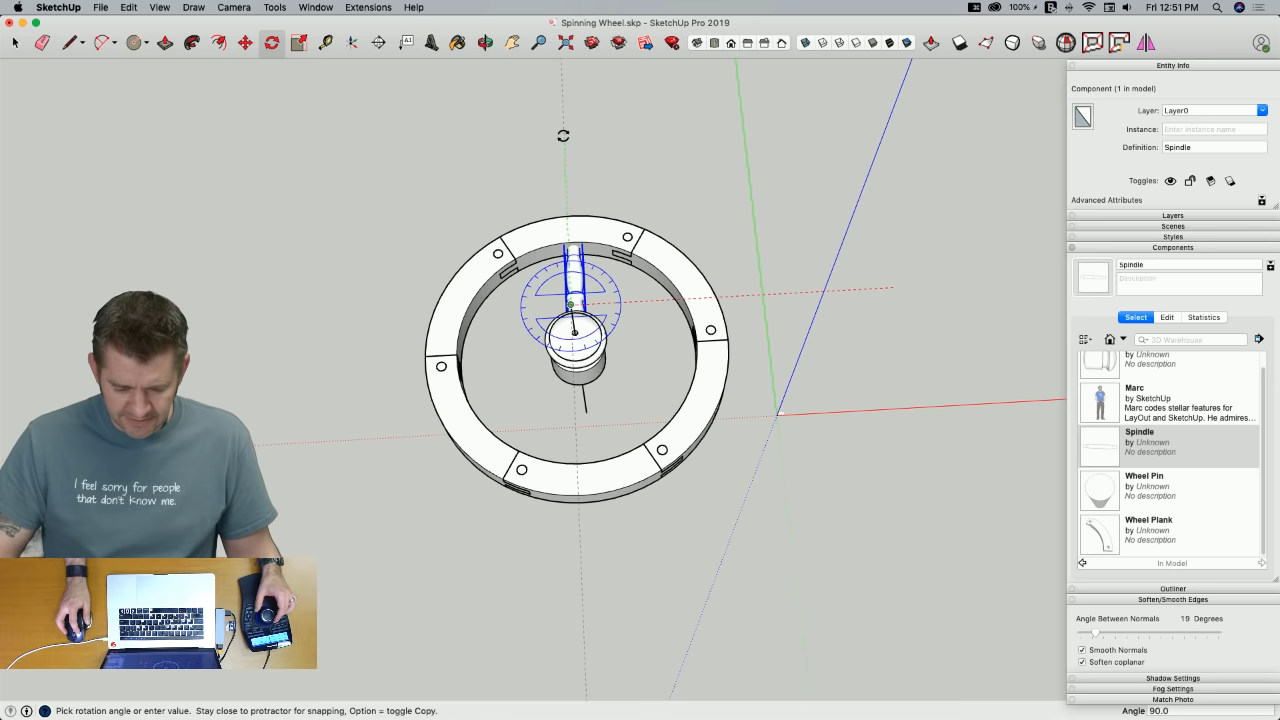 SketchUp File Edit View Camera Draw Tools Window Extensions Help
100% Fri 12:51 PM
Spinning Wheel.skp - SketchUp Pro 2019
Entity Info
Component (1 in model)
Layer: Layer0
Instance: Enter instance name
Definition: Spindle
Toggles:
Advanced Attributes
Layers
Scenes
Styles
Components
Spindle
Description
Select Edit Statistics
3D Warehouse
by Unknown
No description
Marc
by SketchUp
Marc codes stellar features for
LayOut and SketchUp. He admires...
Spindle
by Unknown
No description
Wheel Pin
by Unknown
No description
Wheel Plank
by Unknown
No description
In Model
Outliner
Soften/Smooth Edges
Angle Between Normals 19 Degrees
Smooth Normals
Soften coplanar
Shadow Settings
Fog Settings
Match Photo
I feel sorry for people
that don't know me.
Pick rotation angle or enter value. Stay close to protractor for snapping, Option = toggle Copy.
Angle 90.0